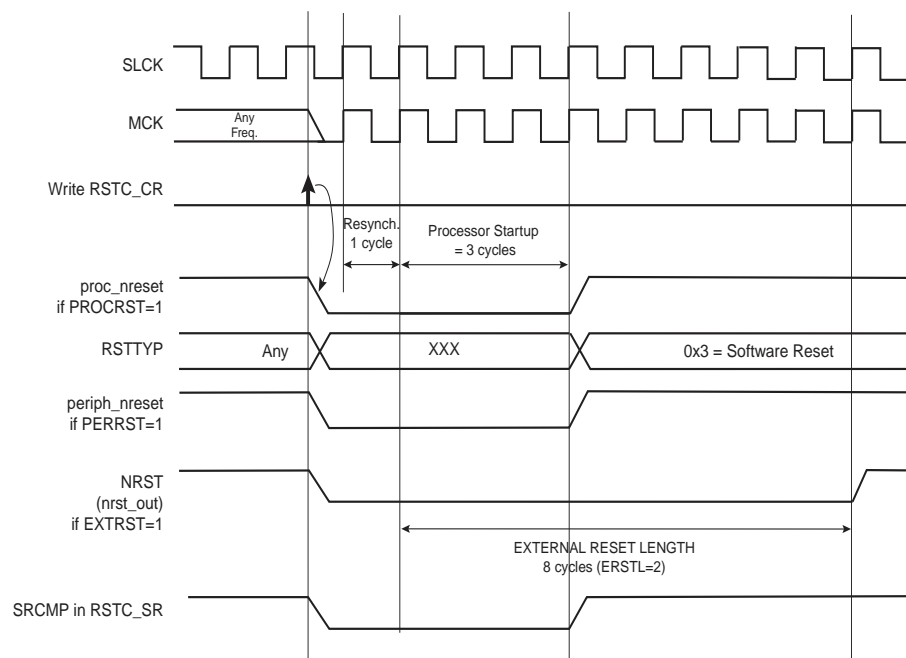 SLCK
MCK
Any
Freq.
Write RSTC_CR
Resynch.
1 cycle
Processor Startup
= 3 cycles
proc_nreset
if PROCRST=1
RSTTYP
Any
XXX
0x3 = Software Reset
periph_nreset
if PERRST=1
NRST
(nrst_out)
if EXTRST=1
EXTERNAL RESET LENGTH
8 cycles (ERSTL=2)
SRCMP in RSTC_SR